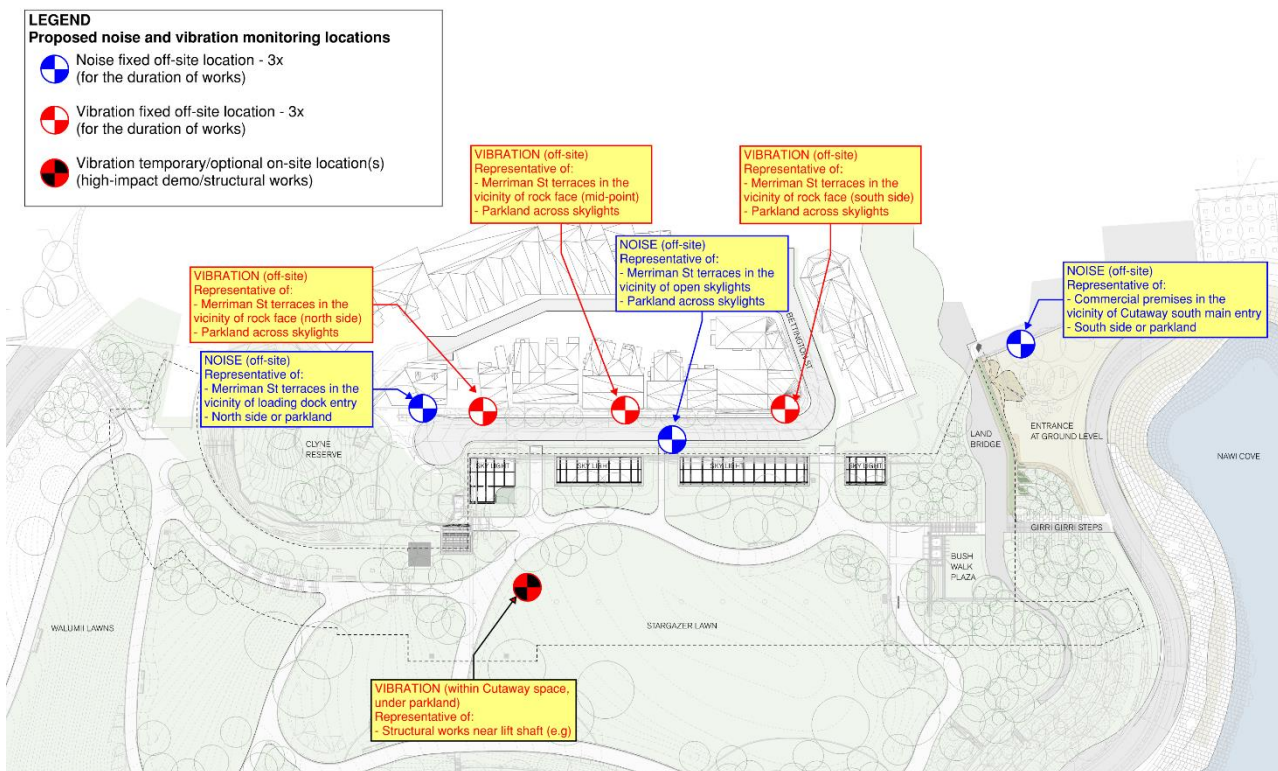 LEGEND
Proposed noise and vibration monitoring locations
Noise fixed off-site location - 3x
(for the duration of works)
Vibration fixed off-site location - 3x
(for the duration of works)
Vibration temporary/optional on-site location(s)
(high-impact demo/structural works)
VIBRATION (off-site)
Representative of:
- Merriman St terraces in the
vicinity of rock face (mid-point)
- Parkland across skylights
VIBRATION (off-site)
Representative of:
- Merriman St terraces in the
vicinity of rock face (south side)
- Parkland across skylights
NOISE (off-site)
Representative of:
- Merriman St terraces in the
vicinity of open skylights
- Parkland across skylights
NOISE (off-site)
Representative of:
- Commercial premises in the
vicinity of Cutaway south main entry
- South side or parkland
VIBRATION (off-site)
Representative of:
- Merriman St terraces in the
vicinity of rock face (north side)
- Parkland across skylights
NOISE (off-site)
Representative of:
- Merriman St terraces in the
vicinity of loading dock entry
- North side or parkland
BETTINGTON ST
CLYNE
RESERVE
LAND
BRIDGE
ENTRANCE
AT GROUND LEVEL
NAWI COVE
SKYLIGHT
SKYLIGHT
SKYLIGHT
SKYLIGHT
GIRRI GIRRI STEPS
BUSH
WALK
PLAZA
WALUMIL LAWNS
STARGAZER LAWN
VIBRATION (within Cutaway space,
under parkland)
Representative of:
- Structural works near lift shaft (e.g)